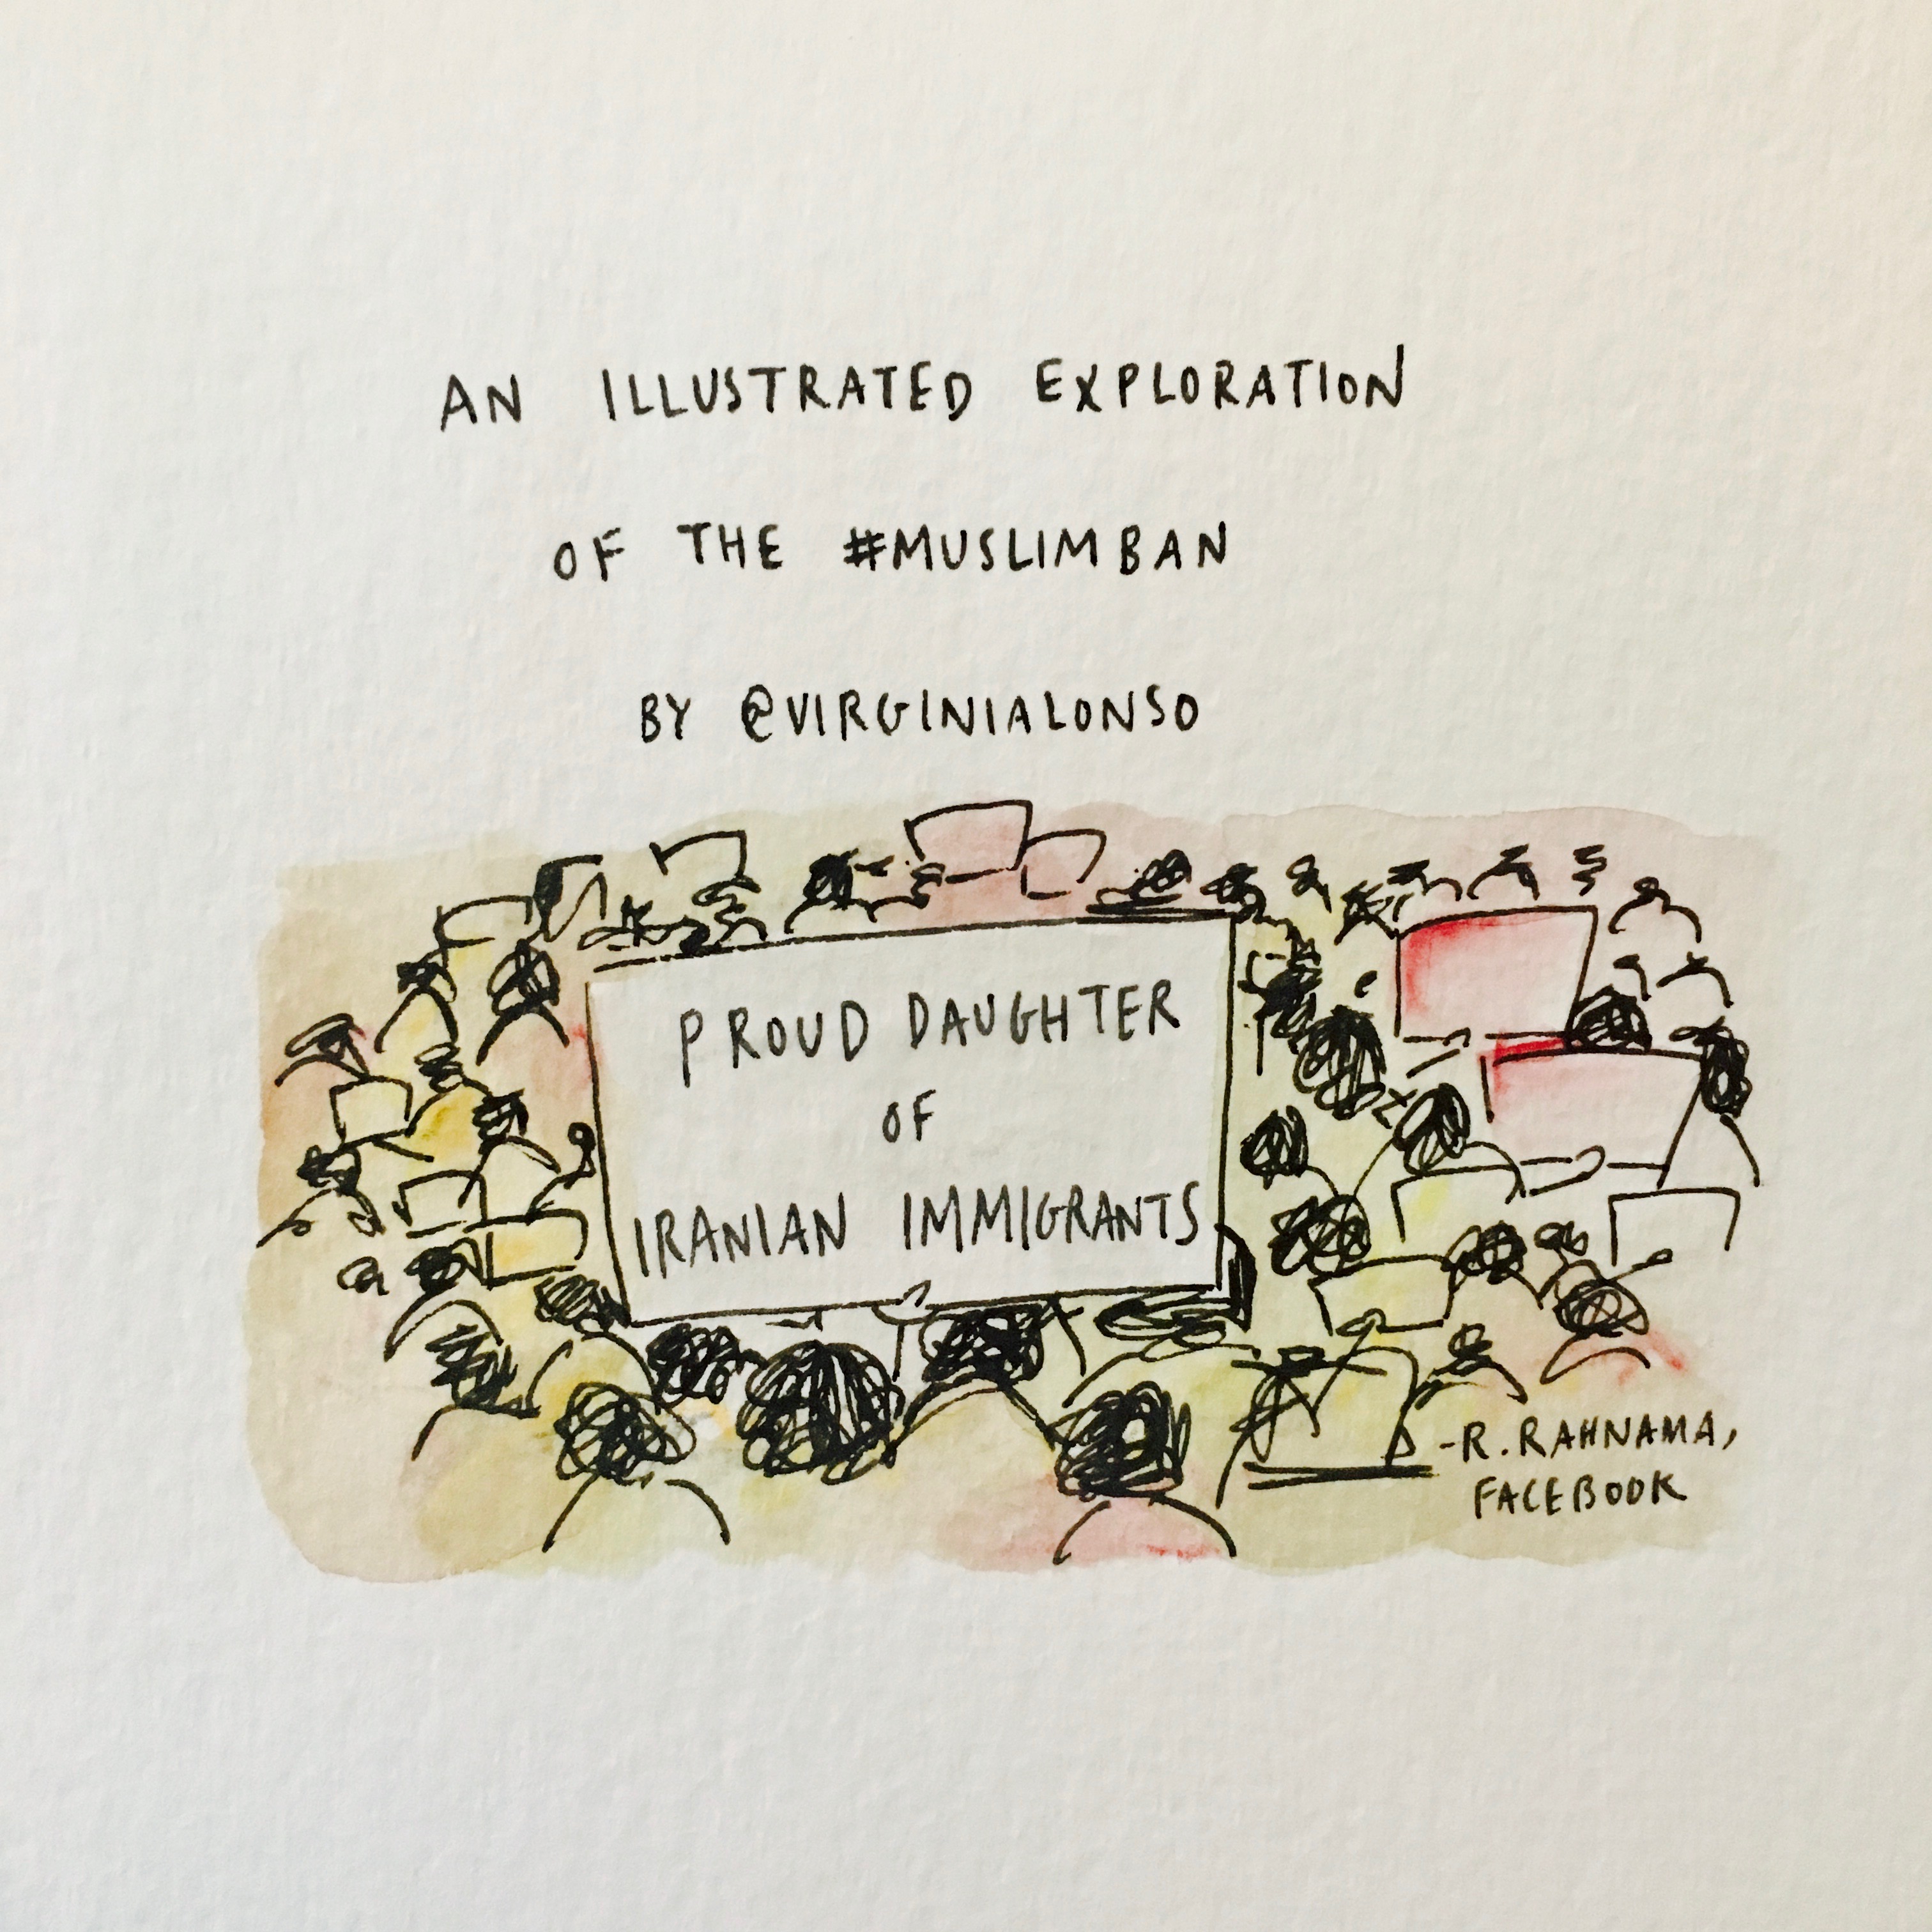 AN ILLUSTRATED EXPLORATION
OF THE #MUSLIMBAN
BY @VIRGINIALONSO
PROUD DAUGHTER
OF
IRANIAN IMMIGRANTS
-R. RAHNAMA,
FACEBOOK